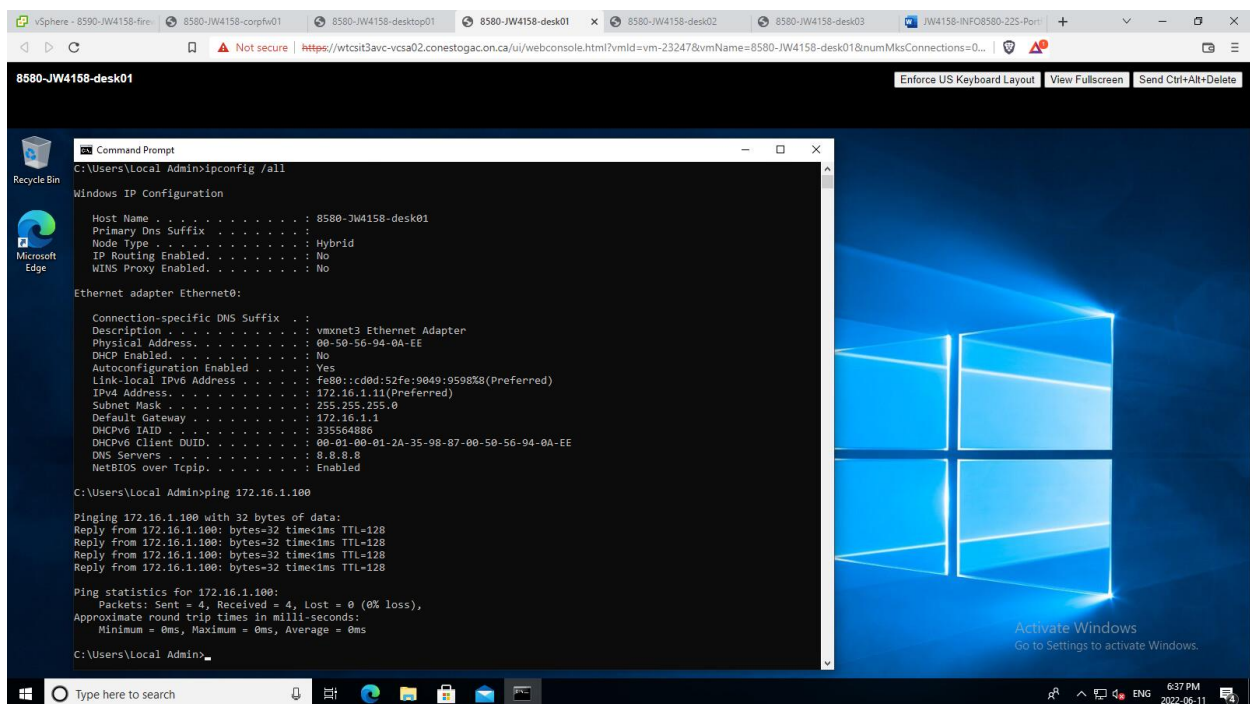 vSphere - 8590-JW4158-fire
8580-JW4158-corpfw01
8580-JW4158-desktop01
8580-JW4158-desk01
8580-JW4158-desk02
8580-JW4158-desk03
JW4158-INFO8580-22S-Port
Not secure | https://wtcsit3avc-vcsa02.conestogac.on.ca/ui/webconsole.html?vmId=vm-23247&vmName=8580-JW4158-desk01&numMksConnections=0...
8580-JW4158-desk01
Enforce US Keyboard Layout
View Fullscreen
Send Ctrl+Alt+Delete
Recycle Bin
Microsoft
Edge
Command Prompt
C:\Users\Local Admin>ipconfig /all
Windows IP Configuration
Host Name . . . . . . . . . . . . : 8580-JW4158-desk01
Primary Dns Suffix . . . . . . . :
Node Type . . . . . . . . . . . . : Hybrid
IP Routing Enabled. . . . . . . . : No
WINS Proxy Enabled. . . . . . . . : No
Ethernet adapter Ethernet0:
Connection-specific DNS Suffix . :
Description . . . . . . . . . . . : vmxnet3 Ethernet Adapter
Physical Address. . . . . . . . . : 00-50-56-94-0A-EE
DHCP Enabled. . . . . . . . . . . : No
Autoconfiguration Enabled . . . . : Yes
Link-local IPv6 Address . . . . . : fe80::cd0d:52fe:9049:9598%8(Preferred)
IPv4 Address. . . . . . . . . . . : 172.16.1.11(Preferred)
Subnet Mask . . . . . . . . . . . : 255.255.255.0
Default Gateway . . . . . . . . . : 172.16.1.1
DHCPv6 IAID . . . . . . . . . . . : 335564886
DHCPv6 Client DUID. . . . . . . . : 00-01-00-01-2A-35-98-87-00-50-56-94-0A-EE
DNS Servers . . . . . . . . . . . : 8.8.8.8
NetBIOS over Tcpip. . . . . . . . : Enabled
C:\Users\Local Admin>ping 172.16.1.100
Pinging 172.16.1.100 with 32 bytes of data:
Reply from 172.16.1.100: bytes=32 time<1ms TTL=128
Reply from 172.16.1.100: bytes=32 time<1ms TTL=128
Reply from 172.16.1.100: bytes=32 time<1ms TTL=128
Reply from 172.16.1.100: bytes=32 time<1ms TTL=128
Ping statistics for 172.16.1.100:
Packets: Sent = 4, Received = 4, Lost = 0 (0% loss),
Approximate round trip times in milli-seconds:
Minimum = 0ms, Maximum = 0ms, Average = 0ms
C:\Users\Local Admin>
Activate Windows
Go to Settings to activate Windows.
Type here to search
ENG
6:37 PM
2022-06-11